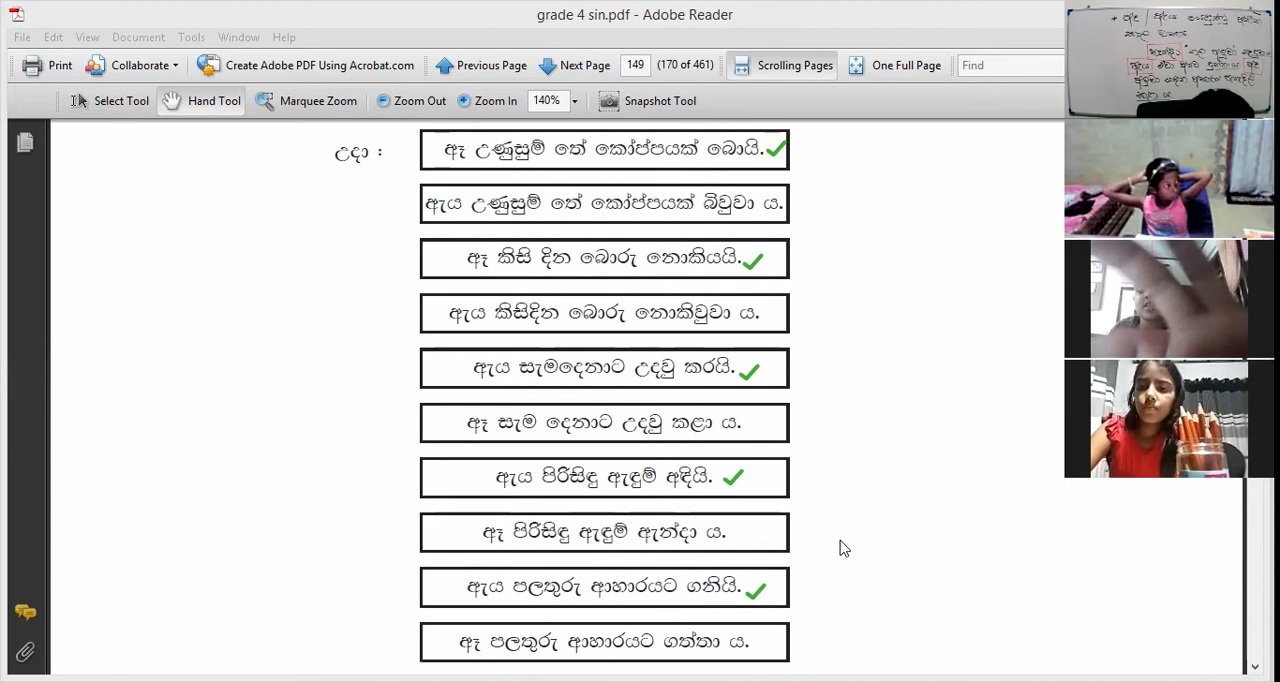 grade 4 sin.pdf - Adobe Reader
File Edit View Document Tools Window Help
Print Collaborate Create Adobe PDF Using Acrobat.com Previous Page Next Page 149 (170 of 461) Scrolling Pages One Full Page Find
Select Tool Hand Tool Marquee Zoom Zoom Out Zoom In 140% Snapshot Tool
උදා : ඈ උණුසුම් තේ කෝප්පයක් බොයි.
ඇය උණුසුම් තේ කෝප්පයක් බිවුවා ය.
ඈ කිසි දින බොරු නොකියයි.
ඇය කිසිදින බොරු නොකිවුවා ය.
ඇය සැමදෙනාට උදවු කරයි.
ඈ සැම දෙනාට උදවු කළා ය.
ඇය පිරිසිඳු ඇඳුම් අඳියි.
ඈ පිරිසිඳු ඇඳුම් ඇන්දා ය.
ඇය පලතුරු ආහාරයට ගනියි.
ඈ පලතුරු ආහාරයට ගත්තා ය.